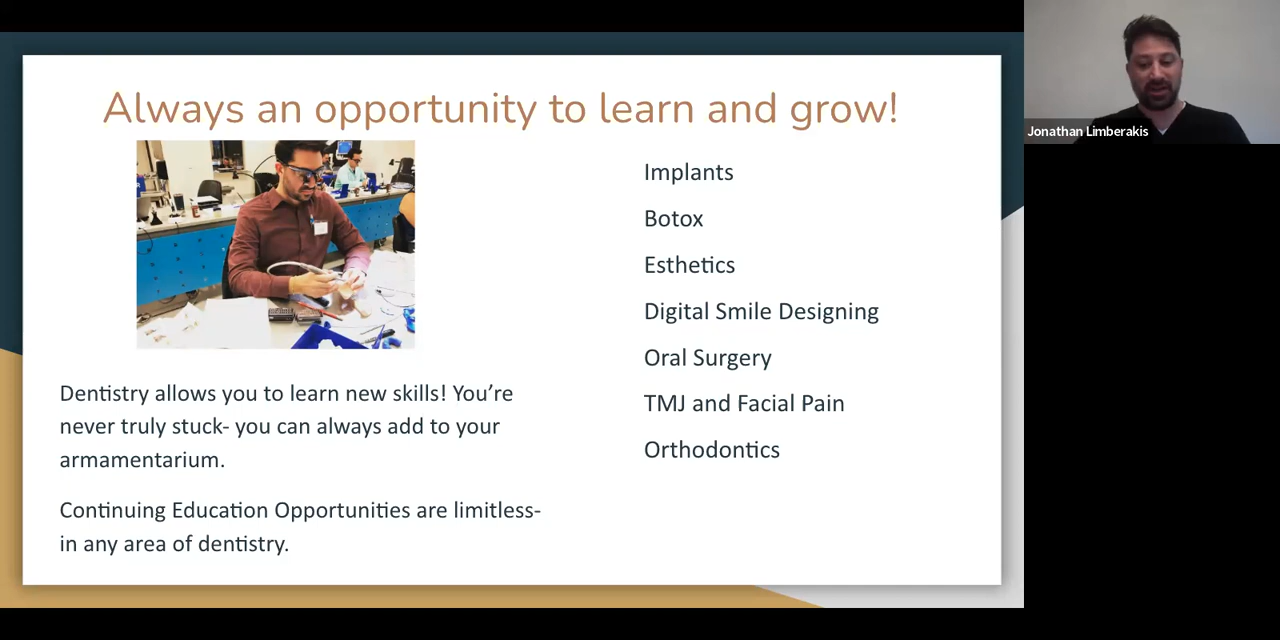 Always an opportunity to learn and grow!
Dentistry allows you to learn new skills! You’re
never truly stuck- you can always add to your
armamentarium.
Continuing Education Opportunities are limitless-
in any area of dentistry.
Implants
Botox
Esthetics
Digital Smile Designing
Oral Surgery
TMJ and Facial Pain
Orthodontics
Jonathan Limberakis